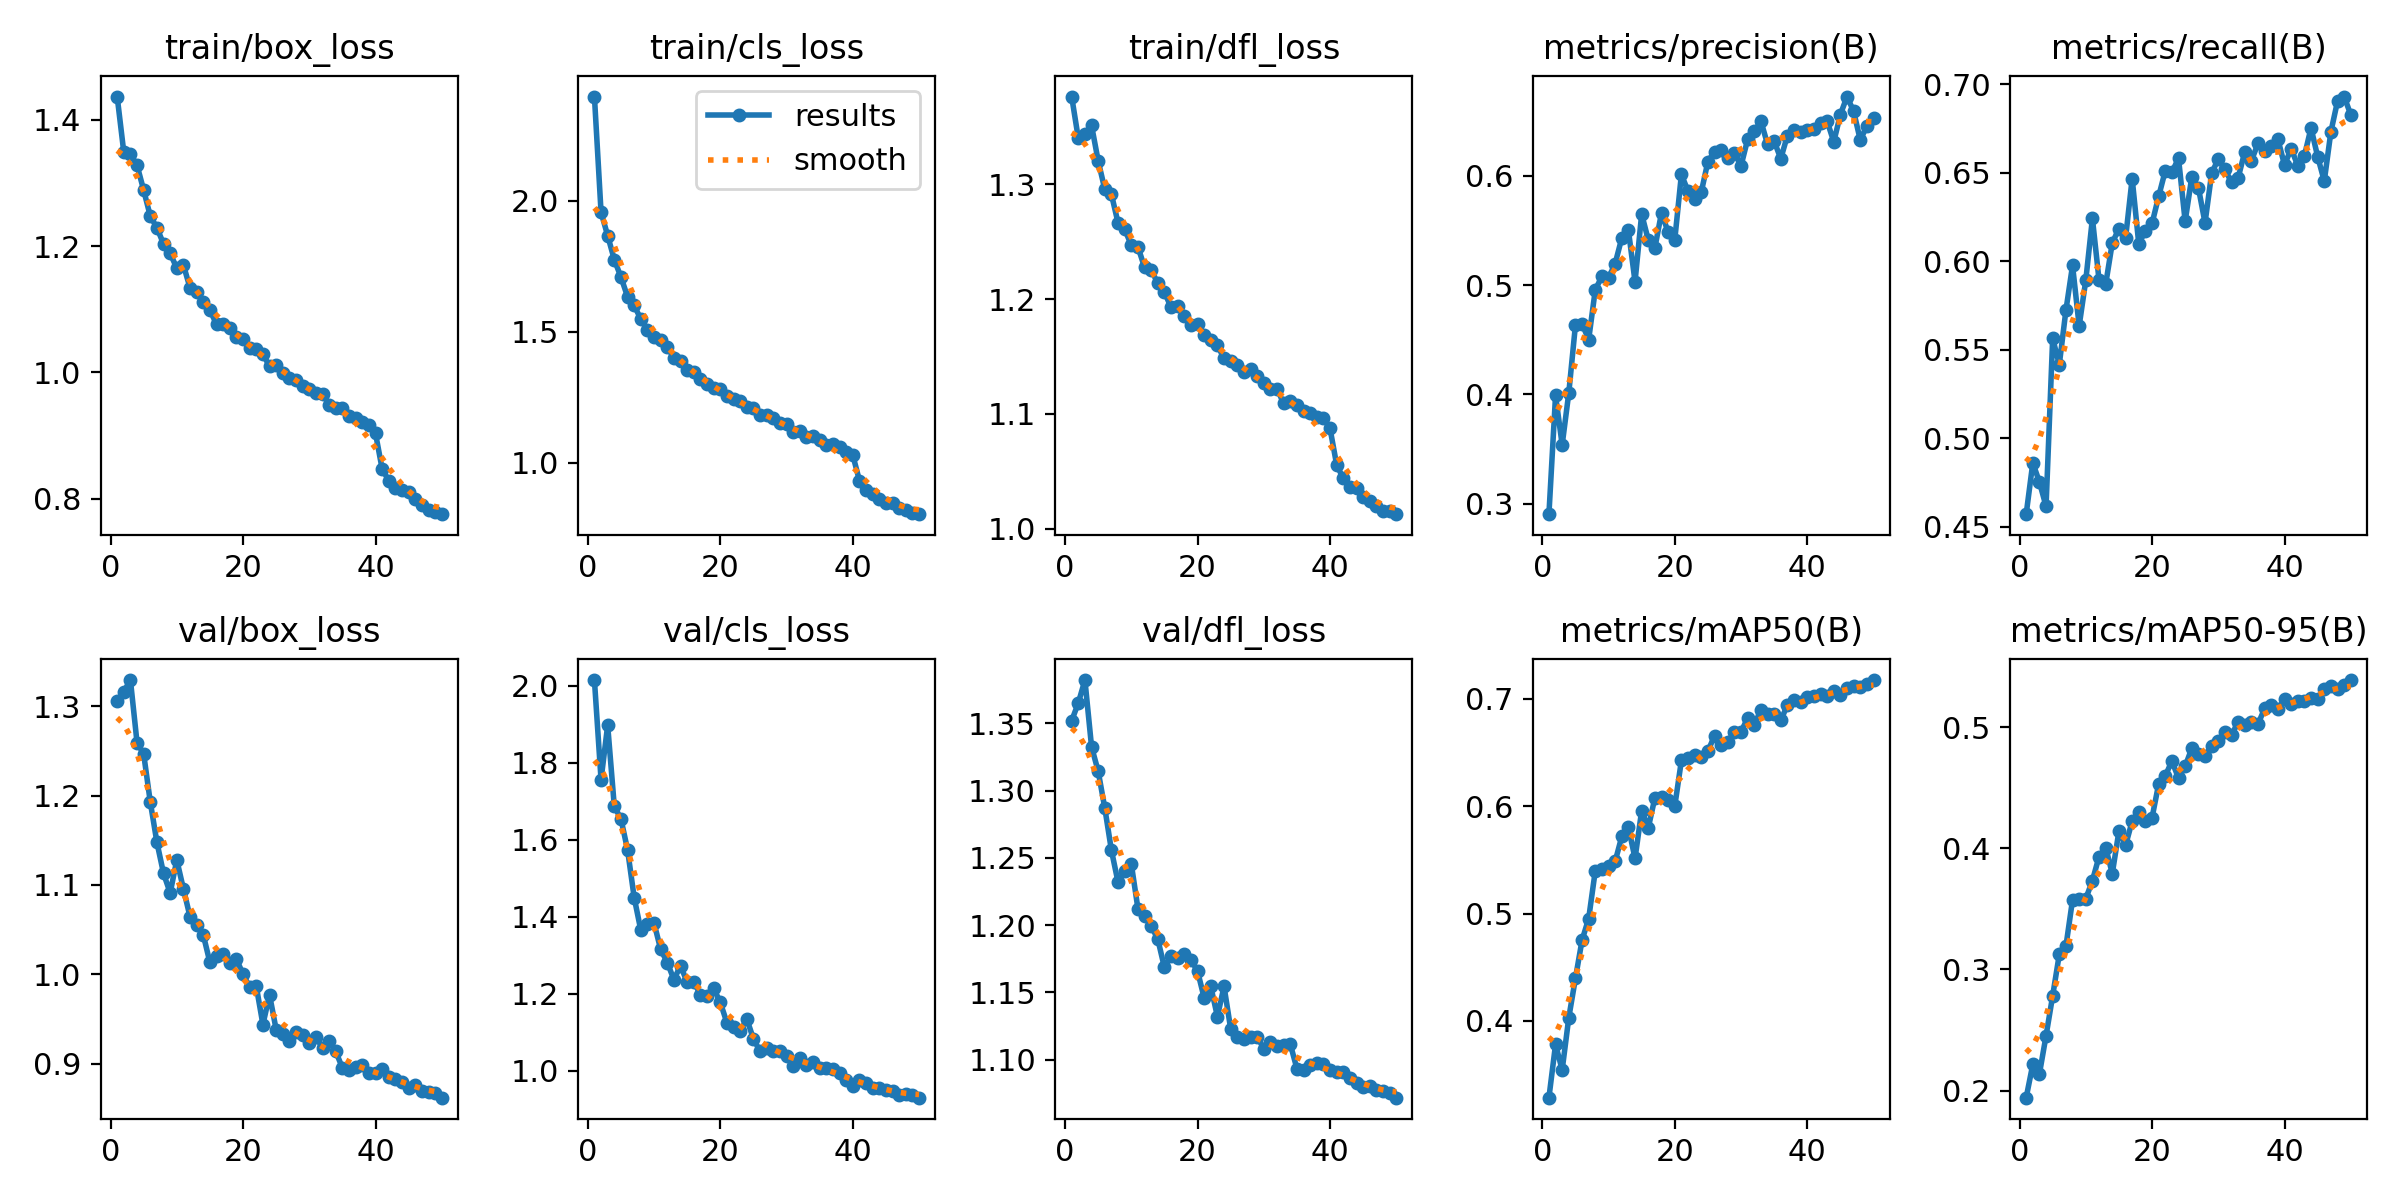 train/box_loss
1.4
1.2
1.0
0.8
0 20 40
train/cls_loss
results
smooth
2.0
1.5
1.0
0 20 40
train/dfl_loss
1.3
1.2
1.1
1.0
0 20 40
metrics/precision(B)
0.6
0.5
0.4
0.3
0 20 40
metrics/recall(B)
0.70
0.65
0.60
0.55
0.50
0.45
0 20 40
val/box_loss
1.3
1.2
1.1
1.0
0.9
0 20 40
val/cls_loss
2.0
1.8
1.6
1.4
1.2
1.0
0 20 40
val/dfl_loss
1.35
1.30
1.25
1.20
1.15
1.10
0 20 40
metrics/mAP50(B)
0.7
0.6
0.5
0.4
0 20 40
metrics/mAP50-95(B)
0.5
0.4
0.3
0.2
0 20 40